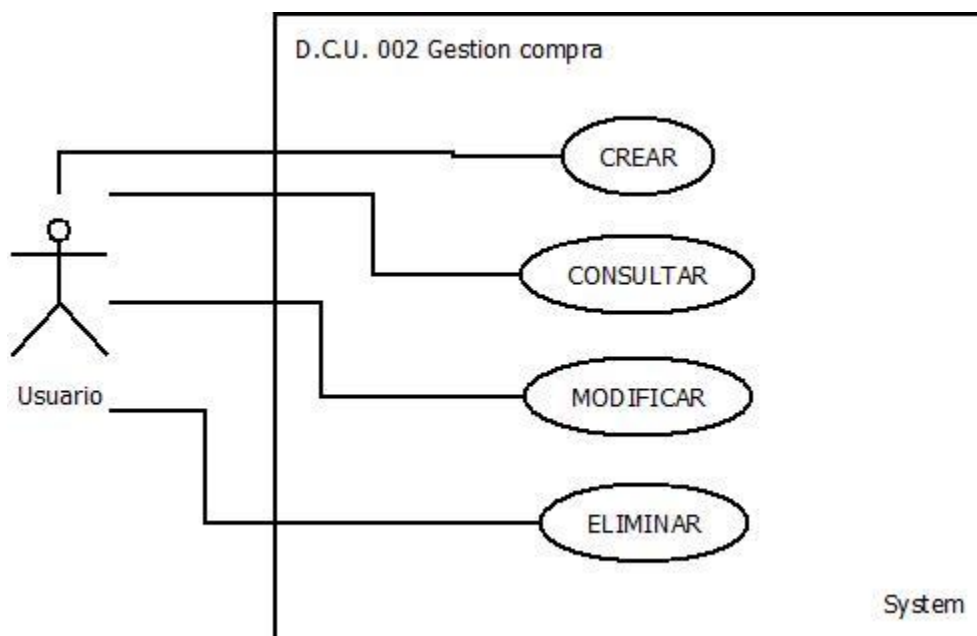 D.C.U. 002 Gestion compra
CREAR
CONSULTAR
MODIFICAR
Usuario
ELIMINAR
System